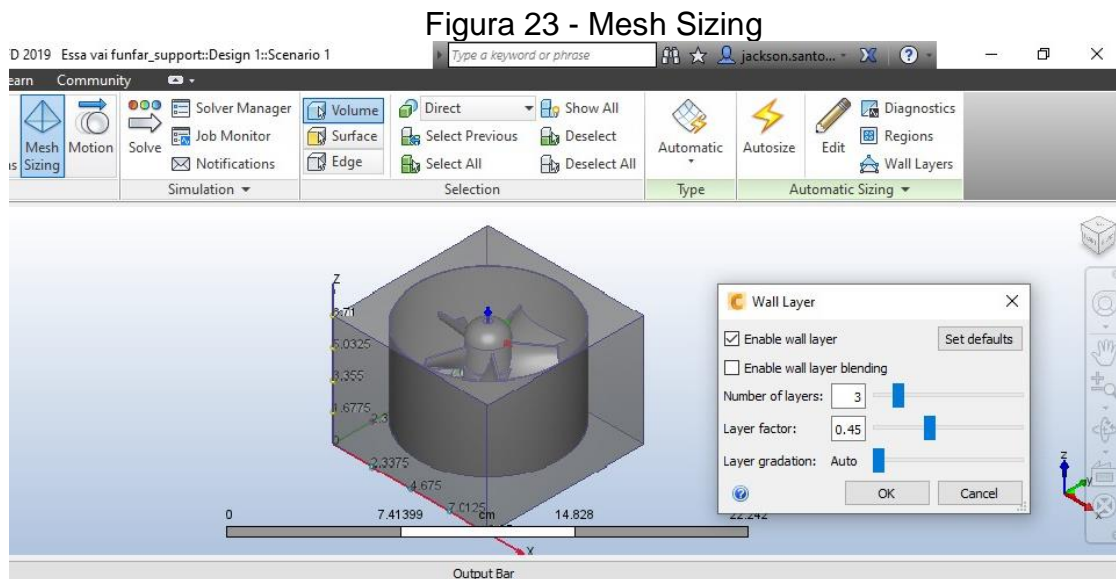 Figura 23 - Mesh Sizing
D 2019 Essa vai funfar_support::Design 1::Scenario 1
Type a keyword or phrase
jackson.santo...
earn Community
Mesh Sizing
Motion
Solve
Solver Manager
Job Monitor
Notifications
Simulation
Volume
Surface
Edge
Direct
Select Previous
Select All
Show All
Deselect
Deselect All
Selection
Automatic
Type
Autosize
Edit
Diagnostics
Regions
Wall Layers
Automatic Sizing
Z
6.71
5.0325
3.355
1.6775
0
2.3375
4.675
7.0125
cm
X
0
7.41399
14.828
22.242
Wall Layer
Enable wall layer
Set defaults
Enable wall layer blending
Number of layers: 3
Layer factor: 0.45
Layer gradation: Auto
OK
Cancel
z
y
x
Output Bar